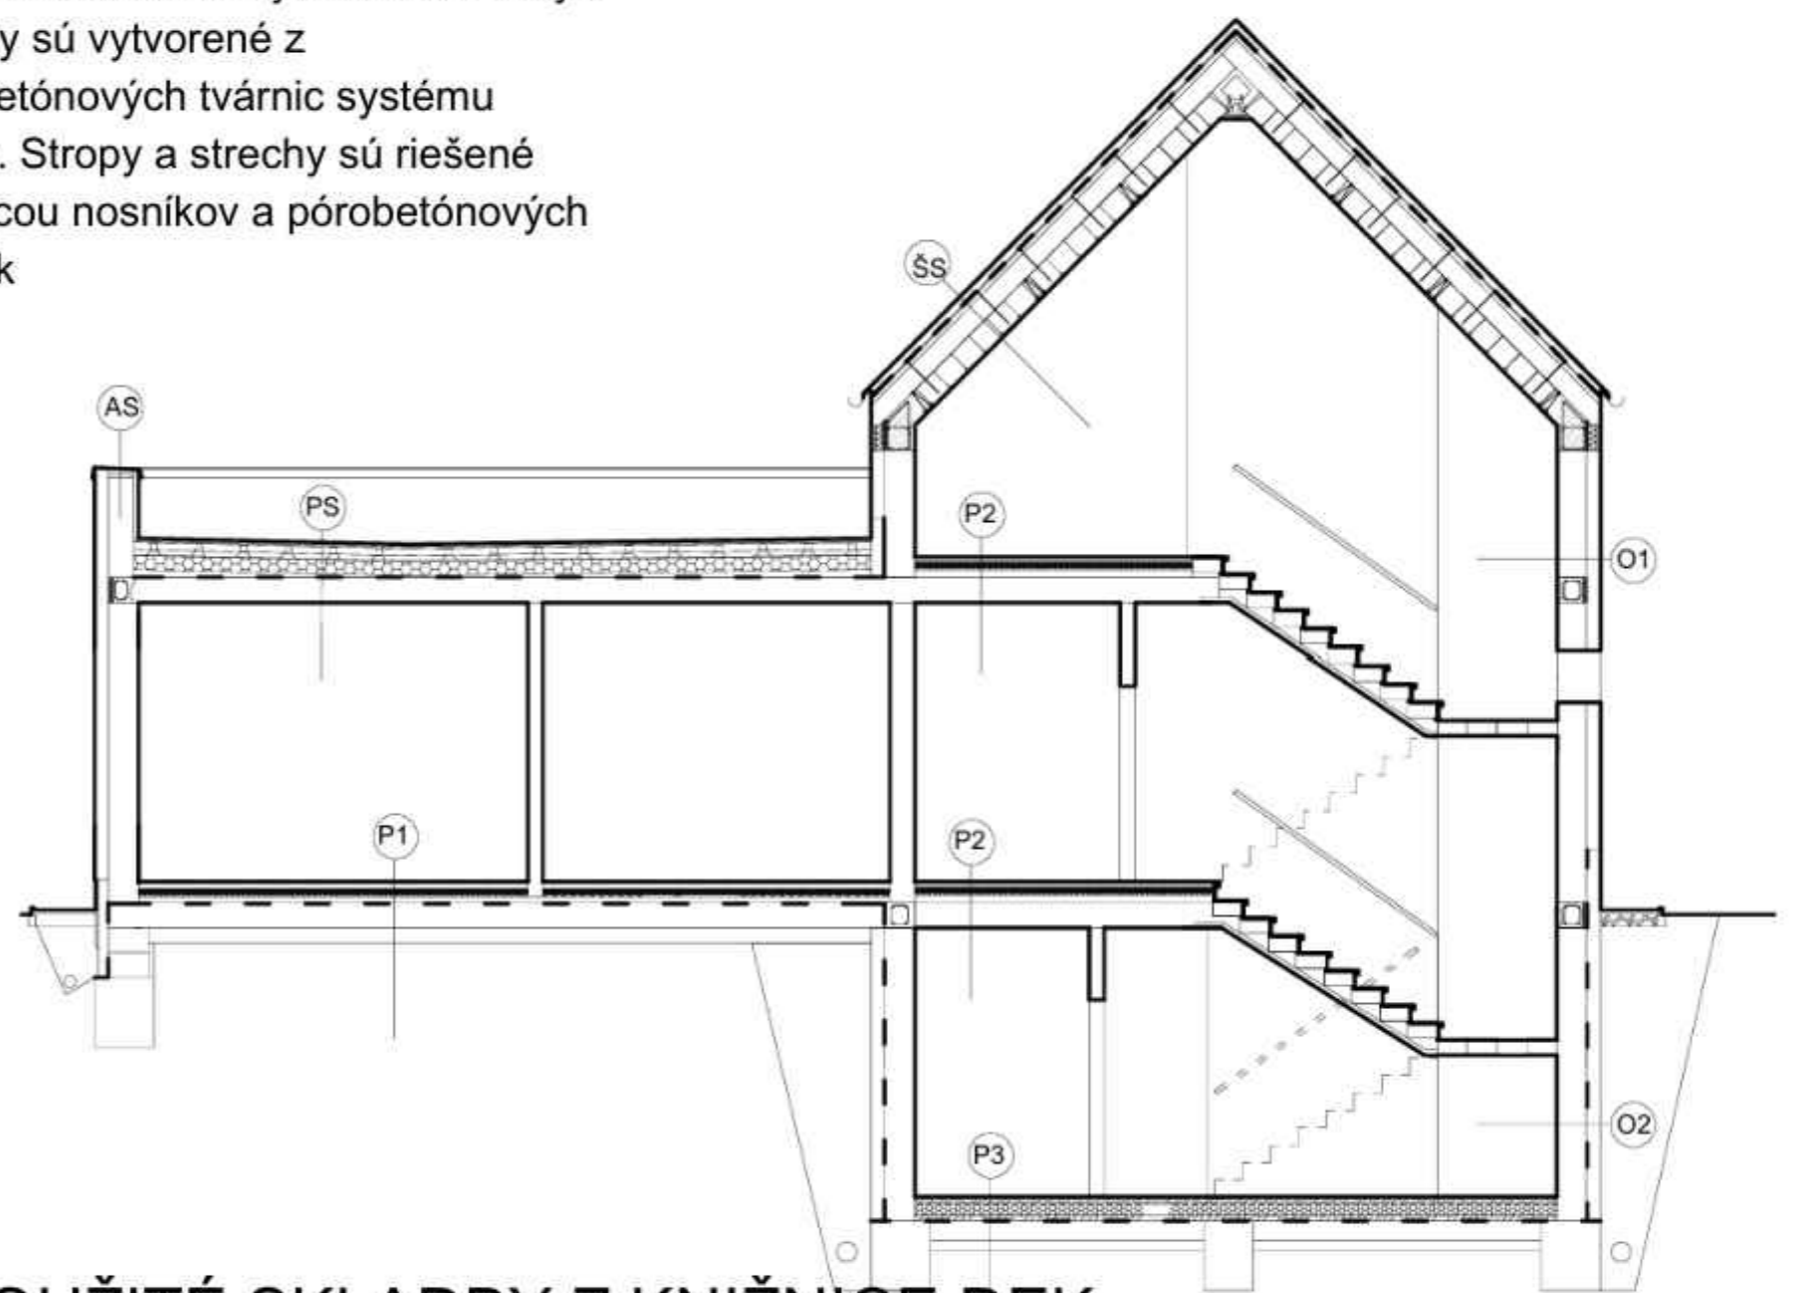 y sú vytvorené z
etónových tvárnic systému
. Stropy a strechy sú riešené
cou nosníkov a pórobetónových
k
ŠS
AS
PS
P2
O1
P1
P2
O2
P3